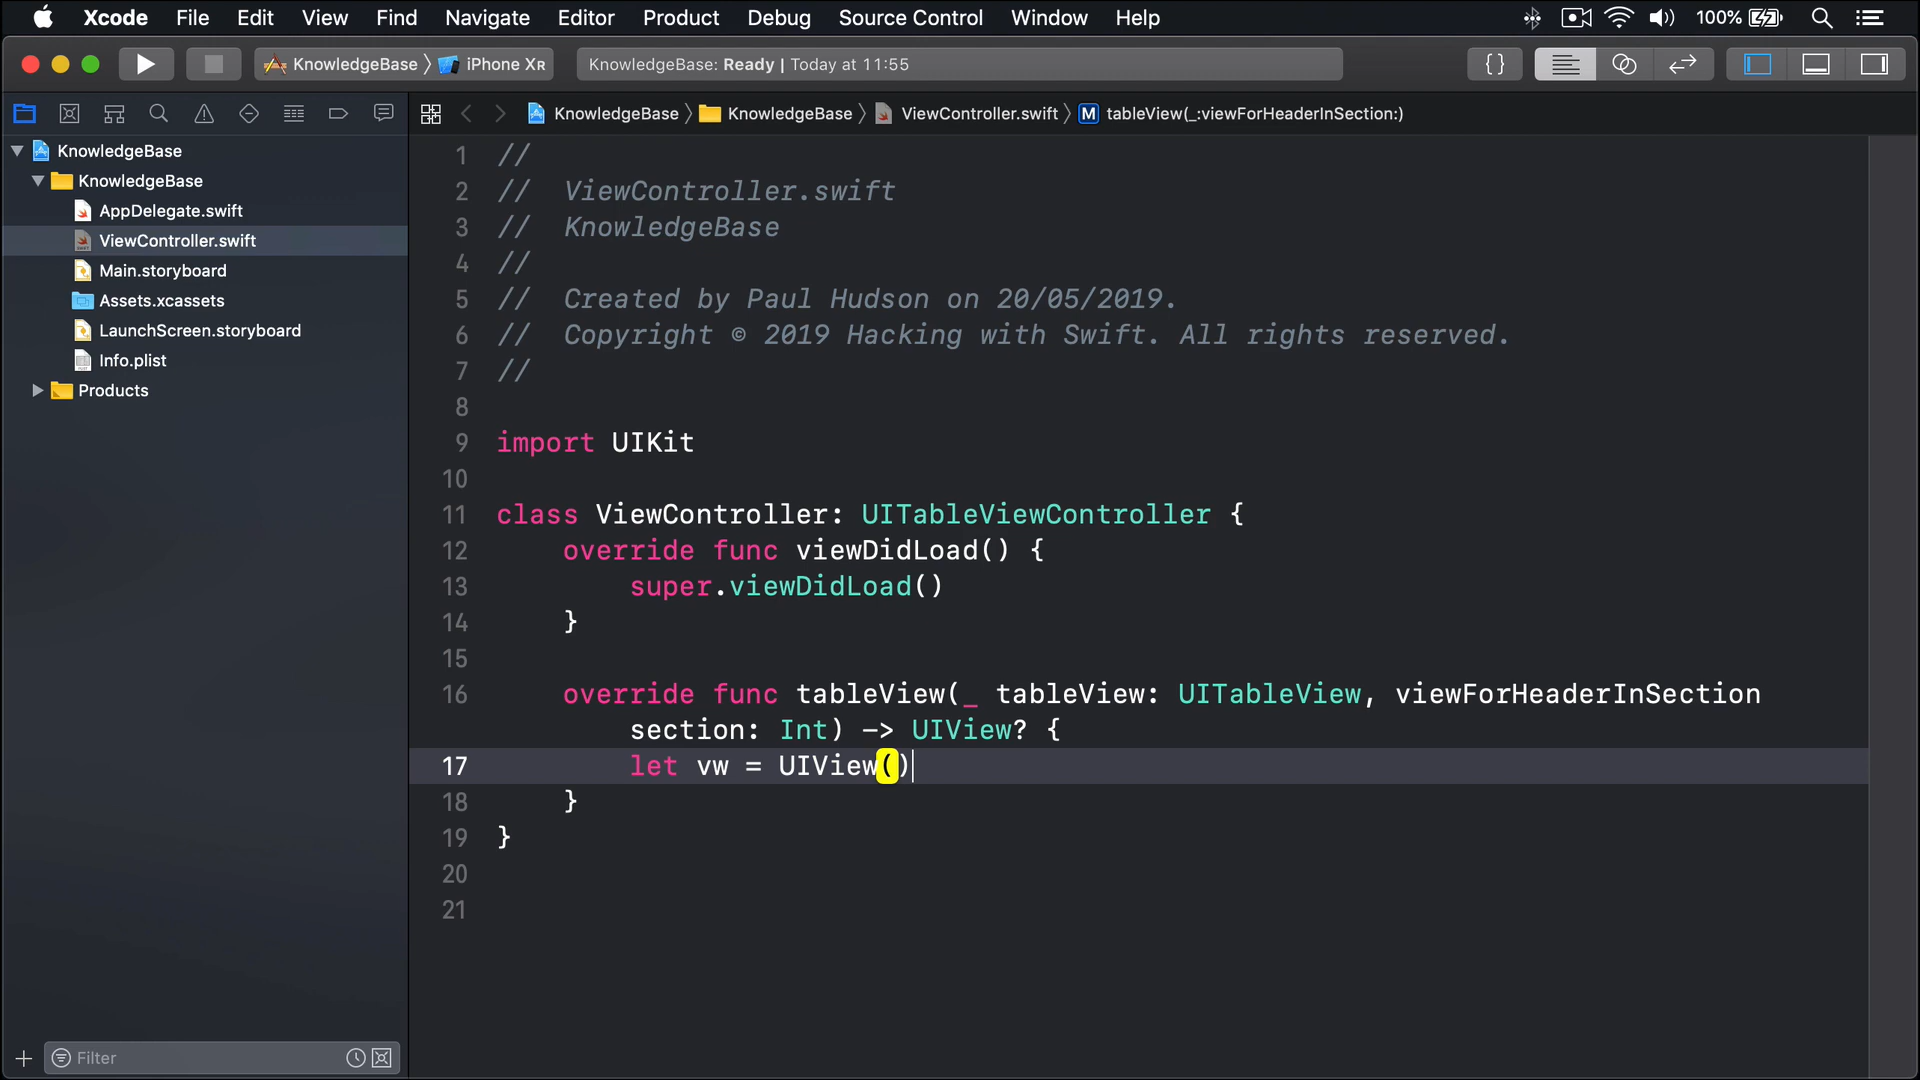 Xcode File Edit View Find Navigate Editor Product Debug Source Control Window Help 100%
KnowledgeBase iPhone XR KnowledgeBase: Ready | Today at 11:55 {}
KnowledgeBase KnowledgeBase ViewController.swift M tableView(_:viewForHeaderInSection:)
KnowledgeBase
KnowledgeBase
AppDelegate.swift
ViewController.swift
Main.storyboard
Assets.xcassets
LaunchScreen.storyboard
Info.plist
Products
Filter
1 //
2 //  ViewController.swift
3 //  KnowledgeBase
4 //
5 //  Created by Paul Hudson on 20/05/2019.
6 //  Copyright © 2019 Hacking with Swift. All rights reserved.
7 //
8
9 import UIKit
10
11 class ViewController: UITableViewController {
12     override func viewDidLoad() {
13         super.viewDidLoad()
14     }
15
16     override func tableView(_ tableView: UITableView, viewForHeaderInSection
section: Int) -> UIView? {
17         let vw = UIView()
18     }
19 }
20
21